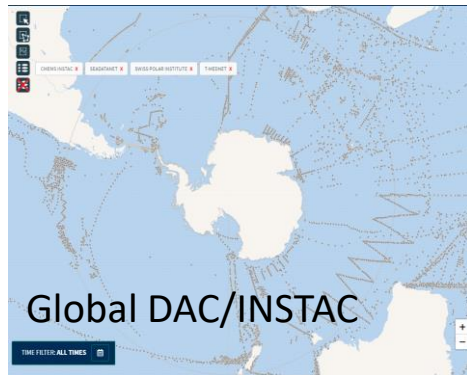 CMEMS-INSTAC X SEADATANET X SWISS POLAR INSTITUTE X T-MEDNET X
Global DAC/INSTAC
+
TIME FILTER: ALL TIMES
−